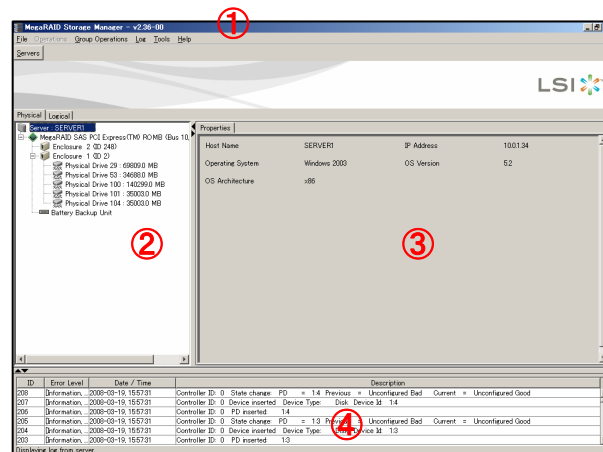 MegaRAID Storage Manager - v2.36-00
①
File Operations Group Operations Log Tools Help
Servers
LSI
Physical Logical
Server : SERVER1
MegaRAID SAS PCI Express(TM) ROMB (Bus 10,
Enclosure 2 (ID 248)
Enclosure 1 (ID 2)
Physical Drive 29 : 69809.0 MB
Physical Drive 53 : 34688.0 MB
Physical Drive 100 : 140299.0 MB
Physical Drive 101 : 35003.0 MB
Physical Drive 104 : 35003.0 MB
Battery Backup Unit
②
Properties
Host Name SERVER1 IP Address 10.0.1.34
Operating System Windows 2003 OS Version 5.2
OS Architecture x86
③
ID Error Level Date / Time Description
208 [Information, ... 2008-03-19, 15:57:31 Controller ID: 0 State change: PD = 1:4 Previous = Unconfigured Bad Current = Unconfigured Good
207 [Information, ... 2008-03-19, 15:57:31 Controller ID: 0 Device inserted Device Type: Disk Device Id: 1:4
206 [Information, ... 2008-03-19, 15:57:31 Controller ID: 0 PD inserted: 1:4
205 [Information, ... 2008-03-19, 15:57:31 Controller ID: 0 State change: PD = 1:3 Previous = Unconfigured Bad Current = Unconfigured Good
204 [Information, ... 2008-03-19, 15:57:31 Controller ID: 0 Device inserted Device Type: Disk Device Id: 1:3
203 [Information, ... 2008-03-19, 15:57:31 Controller ID: 0 PD inserted: 1:3
④
Displaying log from server